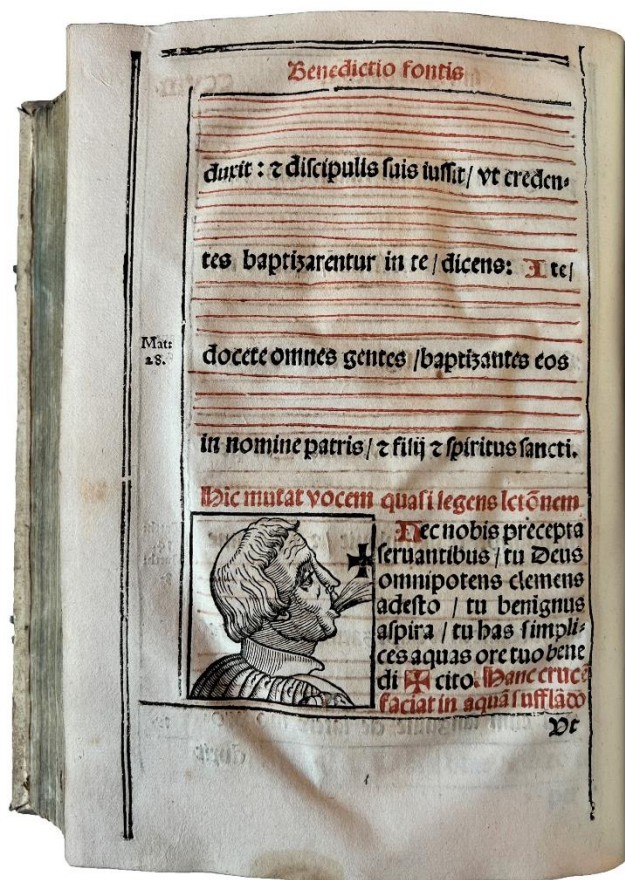 Benedictio fontis
duxit : ⁊ discipulis suis iussit / vt creden⸗
tes baptizarentur in te / dicens: Ite /
Mat:
28.
docete omnes gentes / baptizantes eos
in nomine patris / ⁊ filij ⁊ spiritus sancti.
Hic mutat vocem quasi legens lctõnem
Hec nobis precepta
seruantibus / tu Deus
omnipotens clemens
adesto / tu benignus
aspira / tu has simpli⸗
ces aquas ore tuo bene
di ✠ cito. Hanc crucē
faciat in aquã sufflãdo
Vt